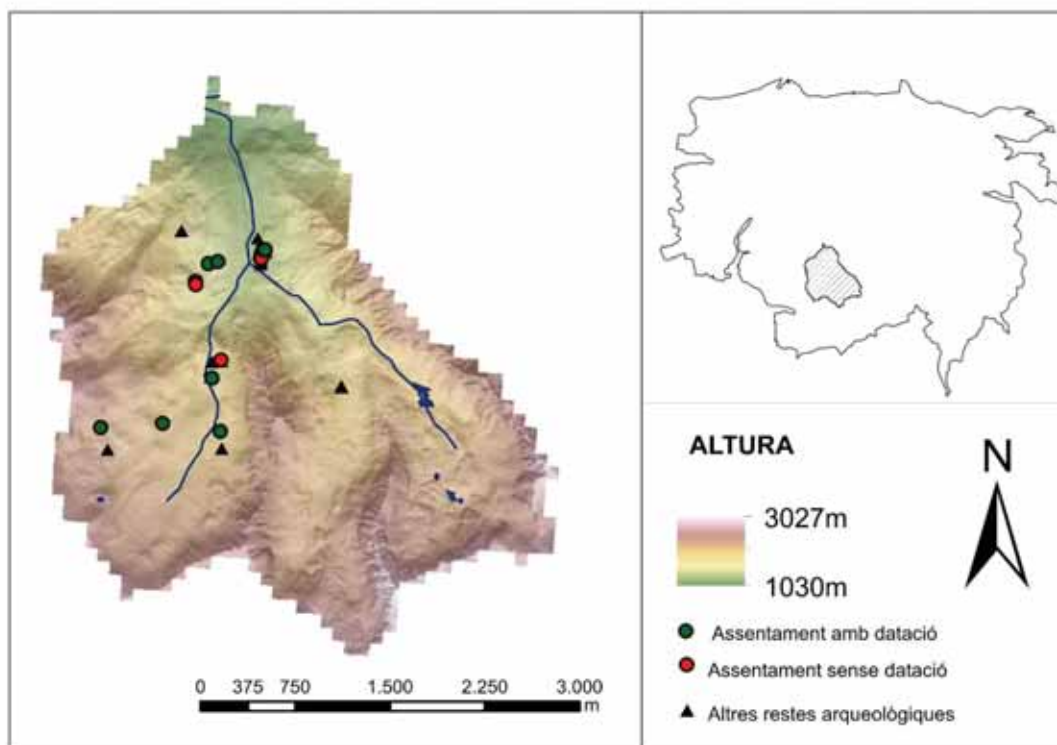 0 375 750 1.500 2.250 3.000
m
ALTURA
N
3027m
1030m
Assentament amb datació
Assentament sense datació
Altres restes arqueológiques